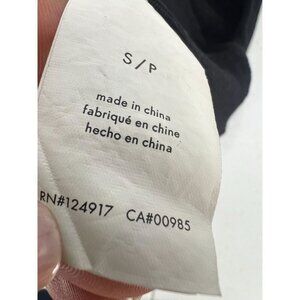 S/P
made in china
fabriqué en chine
hecho en china
RN#124917 CA#00985